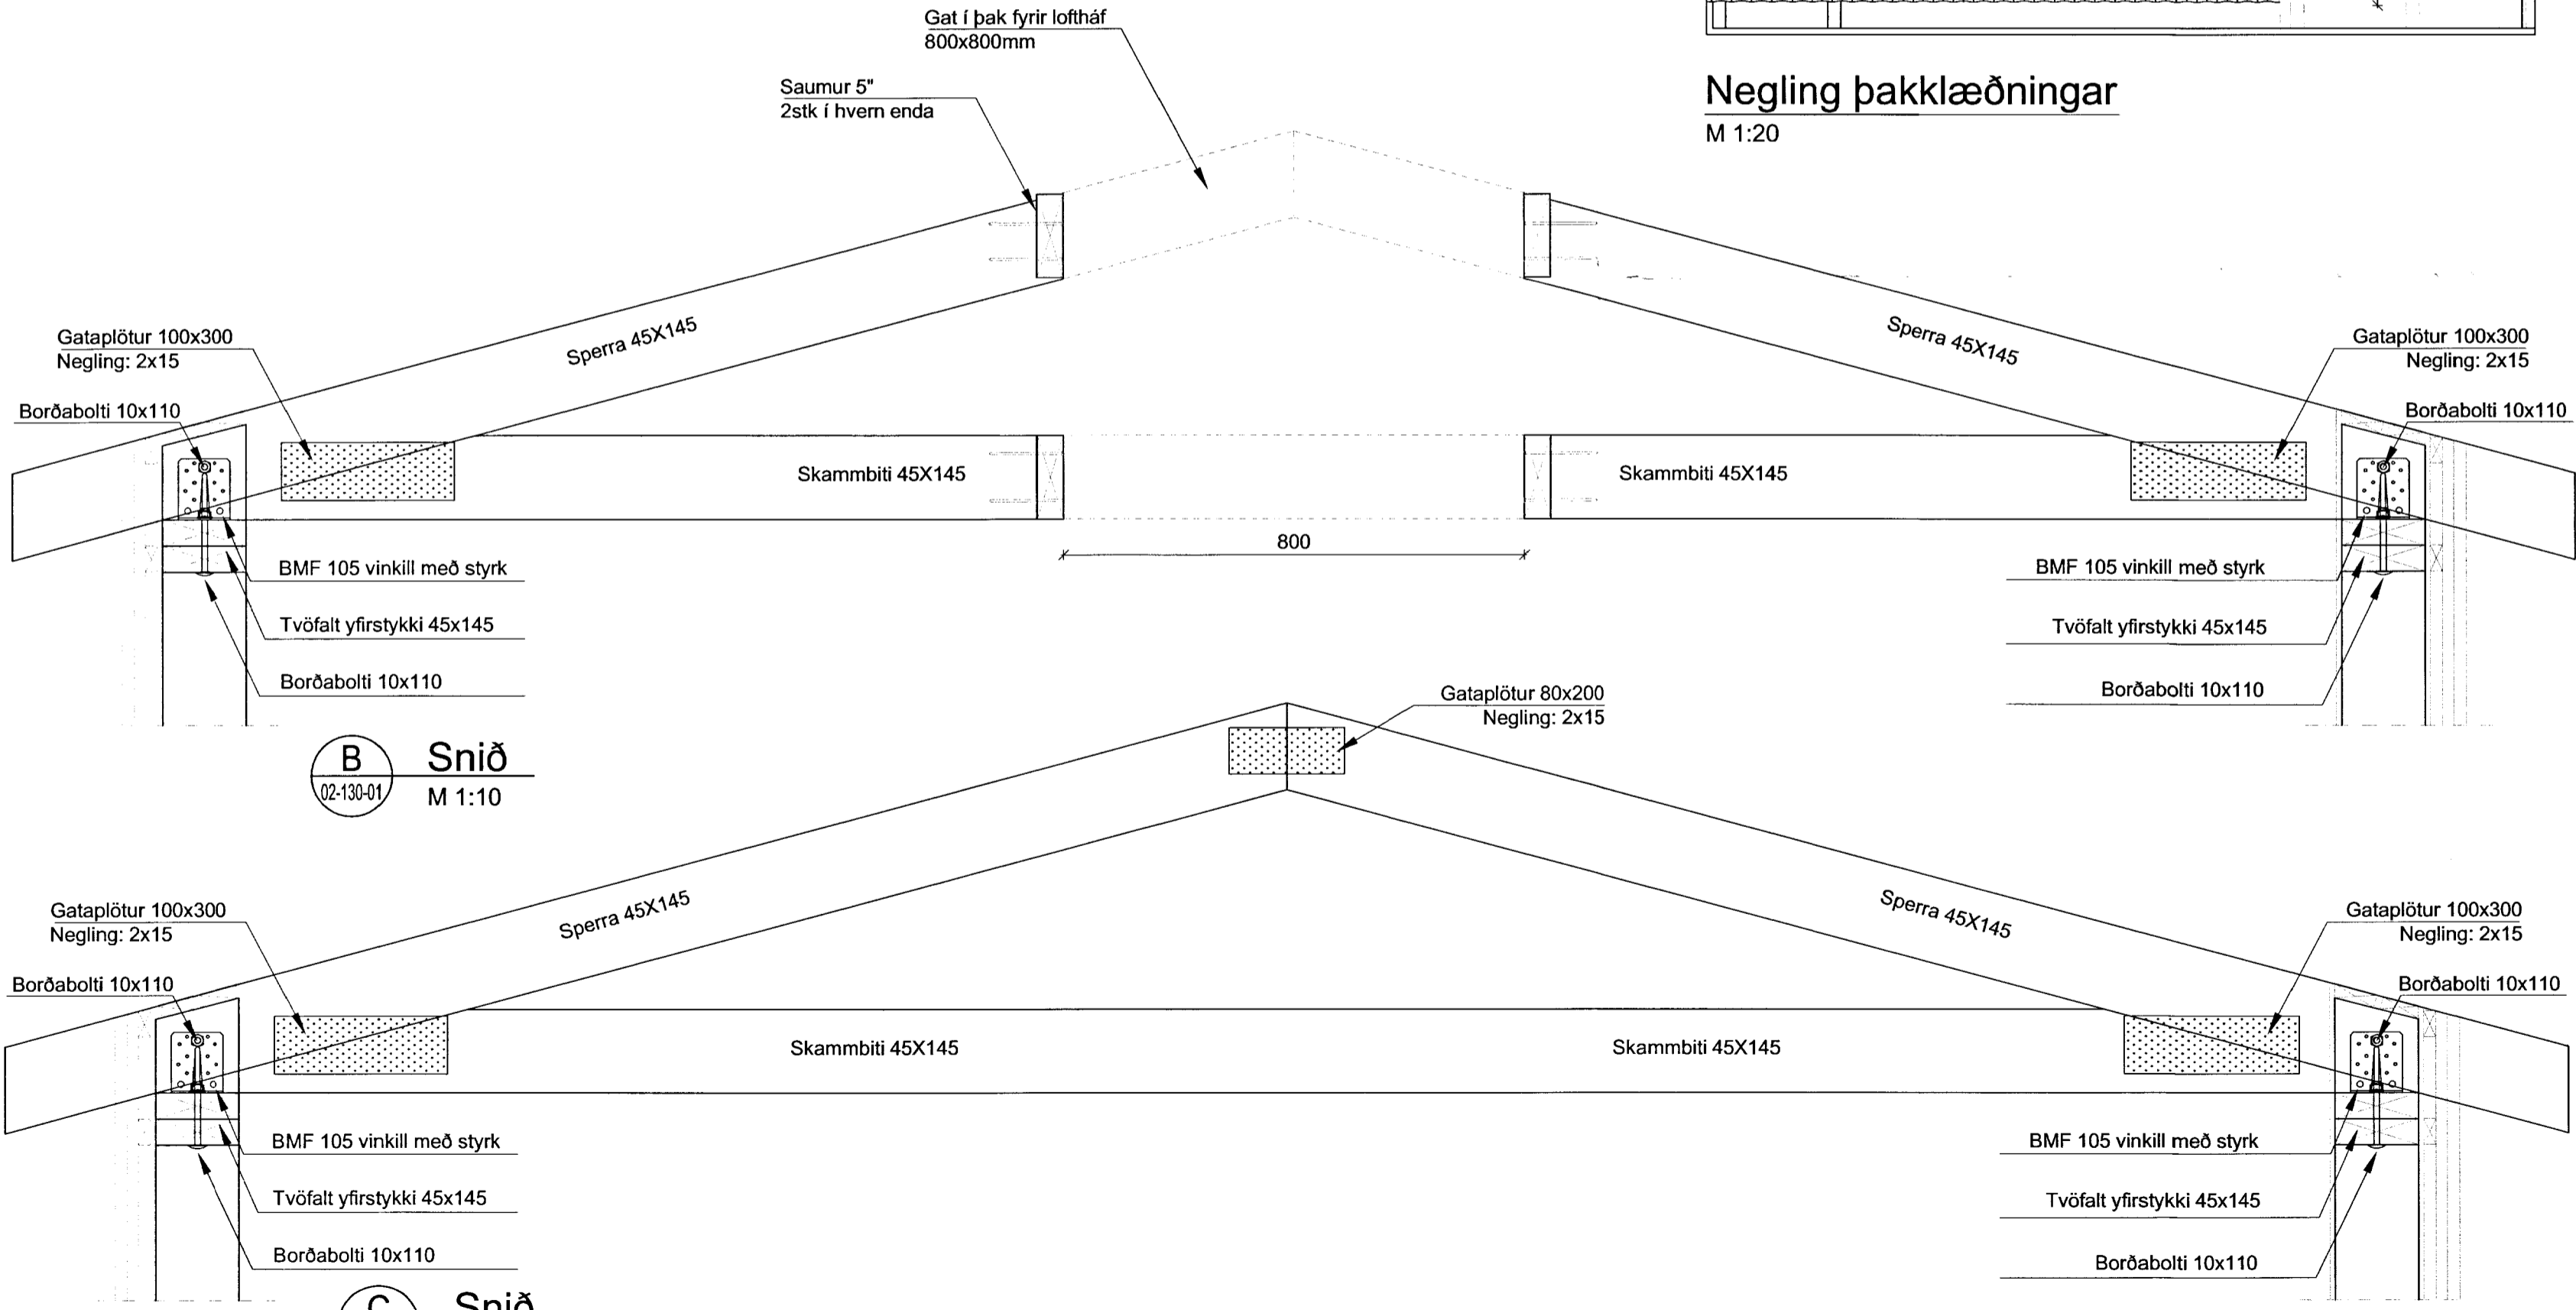 Gat í þak fyrir loftháf
800x800mm
Saumur 5"
2stk í hvern enda
Negling þakklæðningar
M 1:20
Gataplötur 100x300
Negling: 2x15
Borðabolti 10x110
Sperra 45X145
Sperra 45X145
Gataplötur 100x300
Negling: 2x15
Borðabolti 10x110
Skammbiti 45X145
Skammbiti 45X145
800
BMF 105 vinkill með styrk
Tvöfalt yfirstykki 45x145
Borðabolti 10x110
BMF 105 vinkill með styrk
Tvöfalt yfirstykki 45x145
Borðabolti 10x110
B
02-130-01
Snið
M 1:10
Gataplötur 80x200
Negling: 2x15
Gataplötur 100x300
Negling: 2x15
Borðabolti 10x110
Sperra 45X145
Sperra 45X145
Gataplötur 100x300
Negling: 2x15
Borðabolti 10x110
Skammbiti 45X145
Skammbiti 45X145
BMF 105 vinkill með styrk
Tvöfalt yfirstykki 45x145
Borðabolti 10x110
BMF 105 vinkill með styrk
Tvöfalt yfirstykki 45x145
Borðabolti 10x110
C
Snið